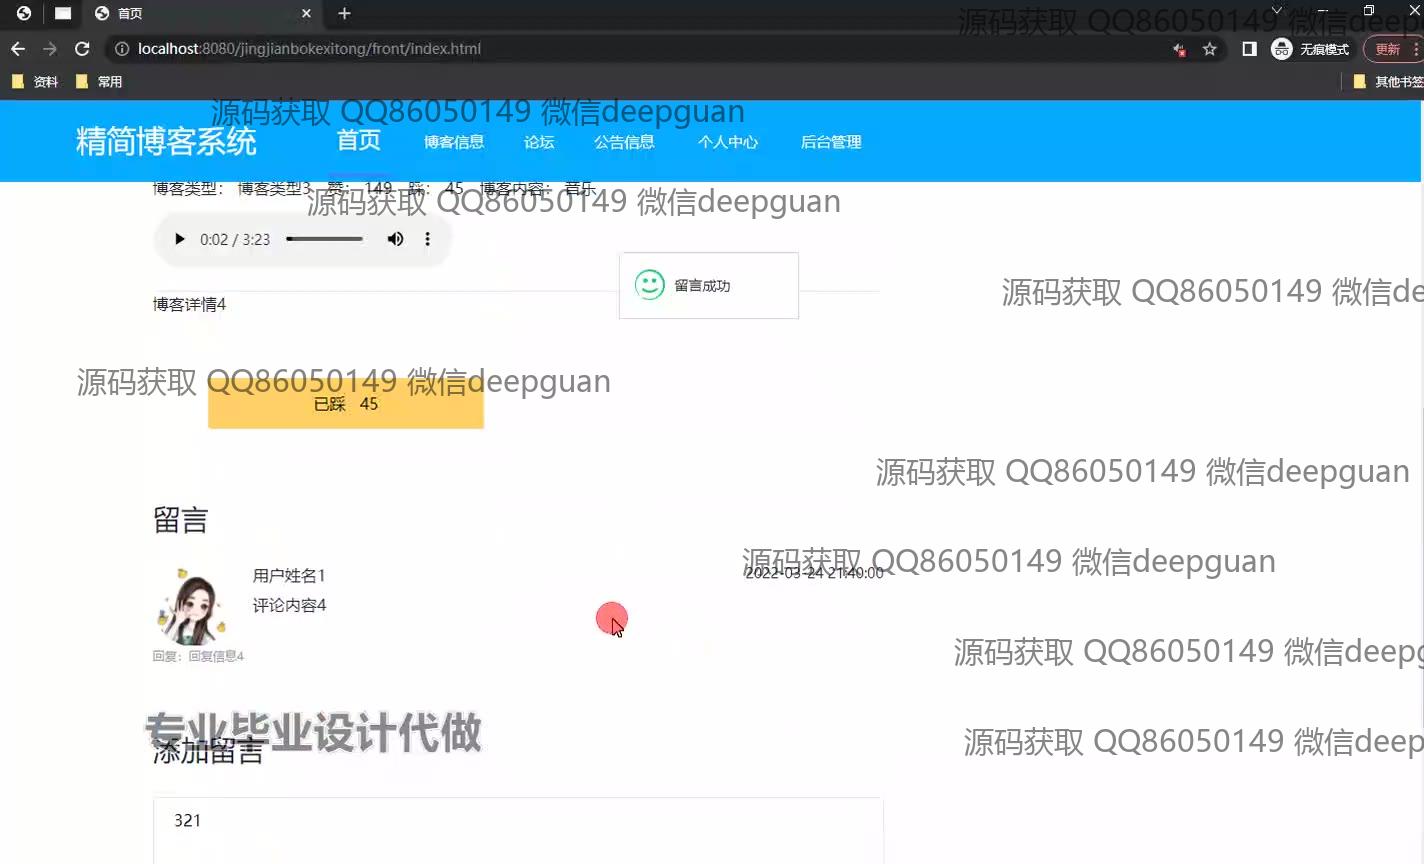 首页
localhost:8080/jingjianbokexitong/front/index.html
无痕模式
更新
资料
常用
其他书签
源码获取 QQ86050149 微信deepguan
源码获取 QQ86050149 微信deepguan
精简博客系统
首页
博客信息
论坛
公告信息
个人中心
后台管理
博客类型: 博客类型3 赞: 149 踩: 45 博客内容: 音乐
源码获取 QQ86050149 微信deepguan
0:02 / 3:23
留言成功
源码获取 QQ86050149 微信de
博客详情4
源码获取 QQ86050149 微信deepguan
已踩 45
源码获取 QQ86050149 微信deepguan
留言
源码获取 QQ86050149 微信deepguan
用户姓名1
2022-03-24 21:40:00
评论内容4
源码获取 QQ86050149 微信deepg
回复：回复信息4
专业毕业设计代做
源码获取 QQ86050149 微信deep
添加留言
321